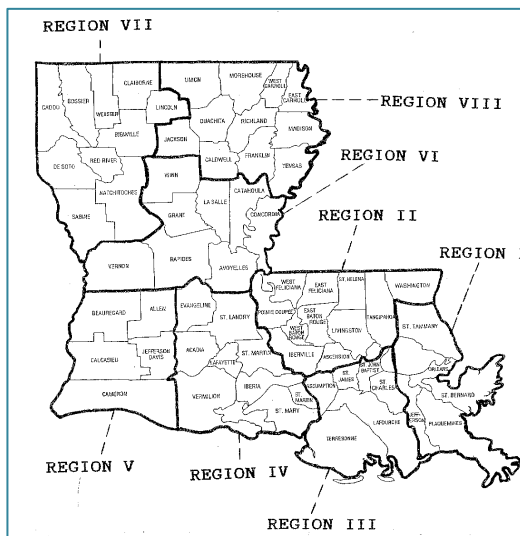 REGION VII
CLAIBORNE
UNION
MOREHOUSE
WEST CARROLL
EAST CARROLL
CADDO
BOSSIER
WEBSTER
LINCOLN
REGION VIII
OUACHITA
RICHLAND
MADISON
BIENVILLE
JACKSON
DE SOTO
RED RIVER
CALDWELL
FRANKLIN
TENSAS
REGION VI
WINN
NATCHITOCHES
CATAHOULA
SABINE
LA SALLE
GRANT
CONCORDIA
REGION II
VERNON
RAPIDES
AVOYELLES
REGION I
WEST FELICIANA
EAST FELICIANA
ST. HELENA
WASHINGTON
BEAUREGARD
ALLEN
EVANGELINE
ST. LANDRY
POINTE COUPEE
EAST BATON ROUGE
TANGIPAHOA
WEST BATON ROUGE
LIVINGSTON
ST. TAMMANY
CALCASIEU
JEFFERSON DAVIS
ACADIA
LAFAYETTE
ST. MARTIN
IBERVILLE
ASCENSION
ORLEANS
CAMERON
VERMILION
IBERIA
ST. MARTIN
ST. MARY
ASSUMPTION
ST. JAMES
ST. JOHN BAPTIST
ST. CHARLES
ST. BERNARD
JEFFERSON
PLAQUEMINES
TERREBONNE
LAFOURCHE
REGION V
REGION IV
REGION III